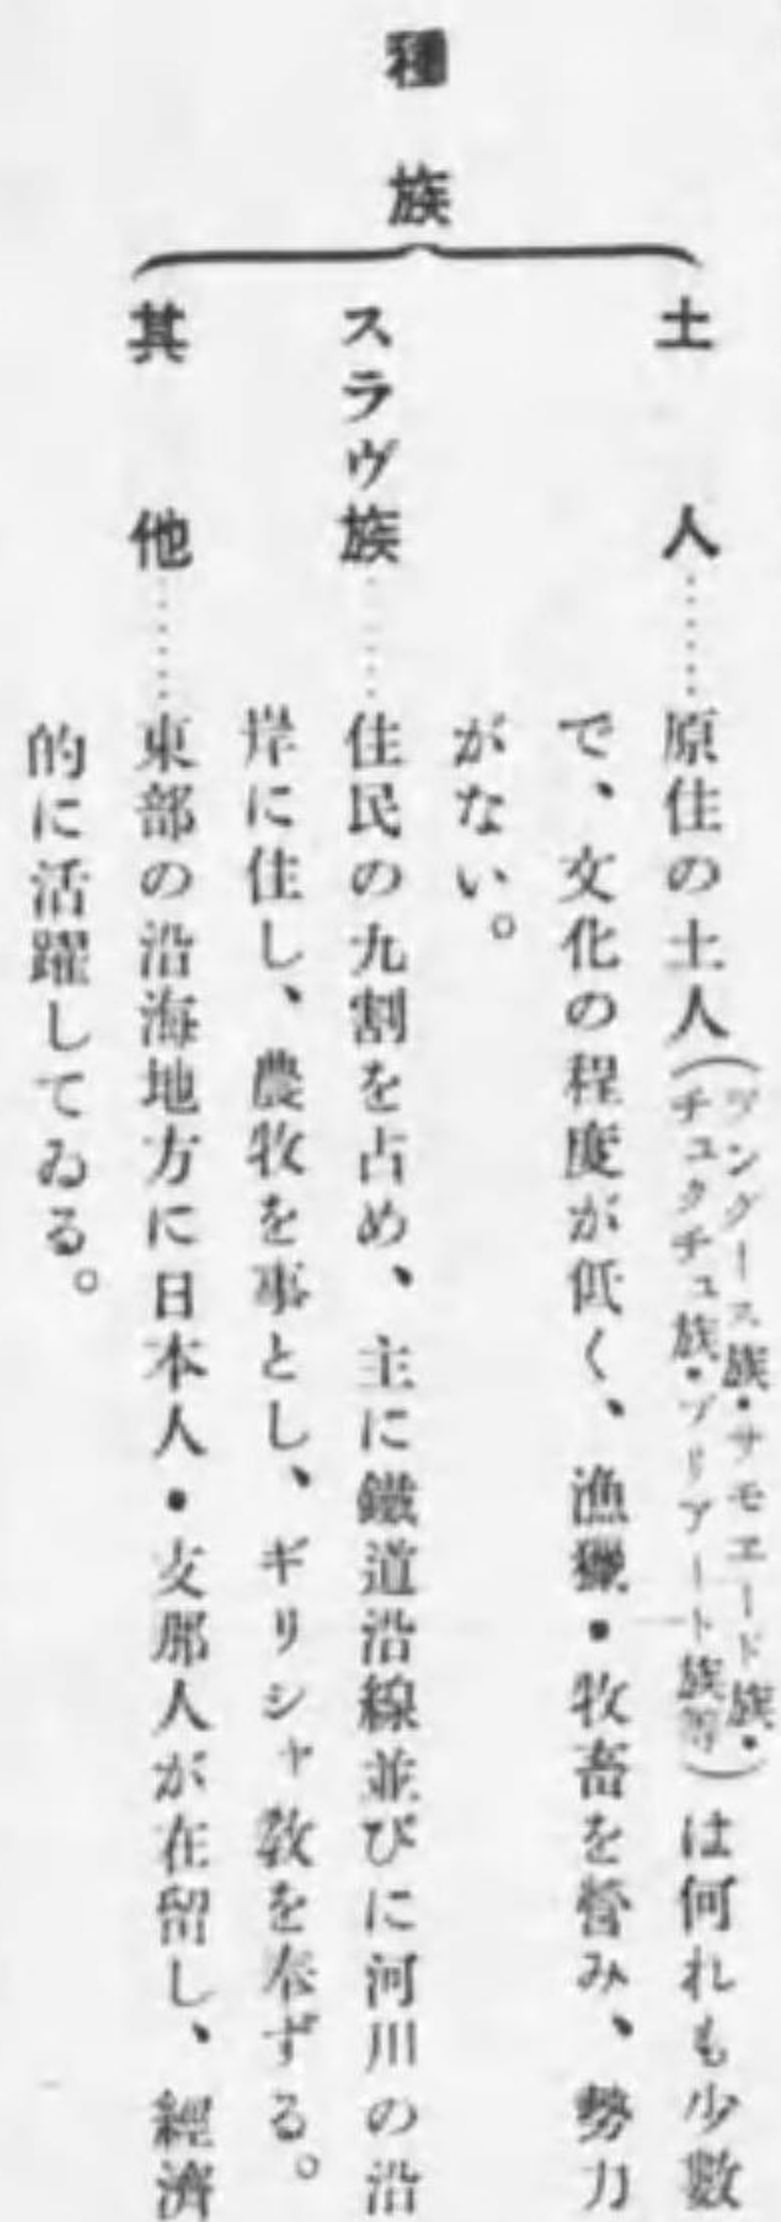 種族
土人……原住の土人(ツングース族・サモエード族・チュクチュ族・ブリアート族等)は何れも少數
で、文化の程度が低く、漁獵・牧畜を營み、勢力
がない。
スラヴ族……住民の九割を占め、主に鐵道沿線並びに河川の沿
岸に住し、農牧を事とし、ギリシャ敎を奉ずる。
其他……東部の沿海地方に日本人・支那人が在留し、經濟
的に活躍してゐる。